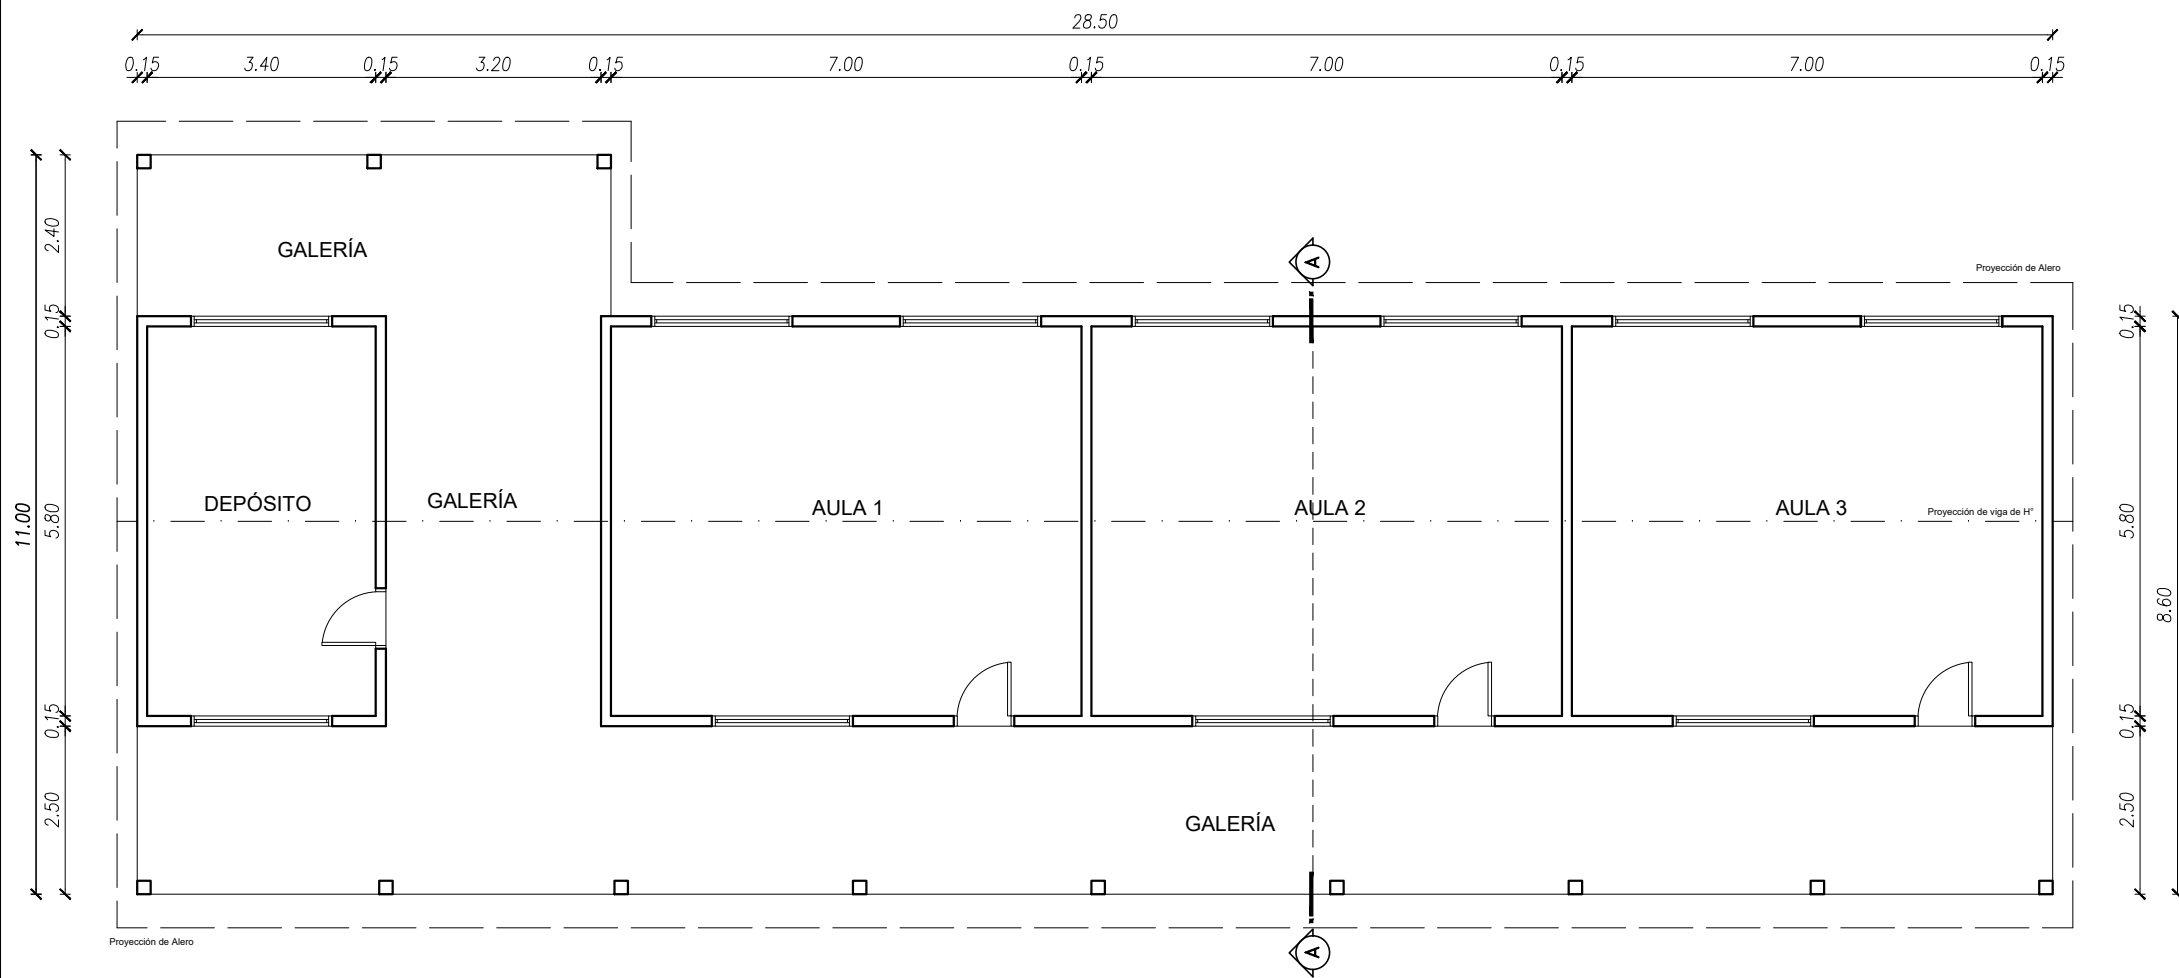 28.50
0.15 3.40 0.15 3.20 0.15 7.00 0.15 7.00 0.15 7.00 0.15
GALERÍA
A
Proyección de Alero
2.40
0.15
0.15
DEPÓSITO
GALERÍA
AULA 1
AULA 2
AULA 3
Proyección de viga de H°
11.00
5.80
5.80
8.60
0.15
0.15
2.50
2.50
GALERÍA
Proyección de Alero
A